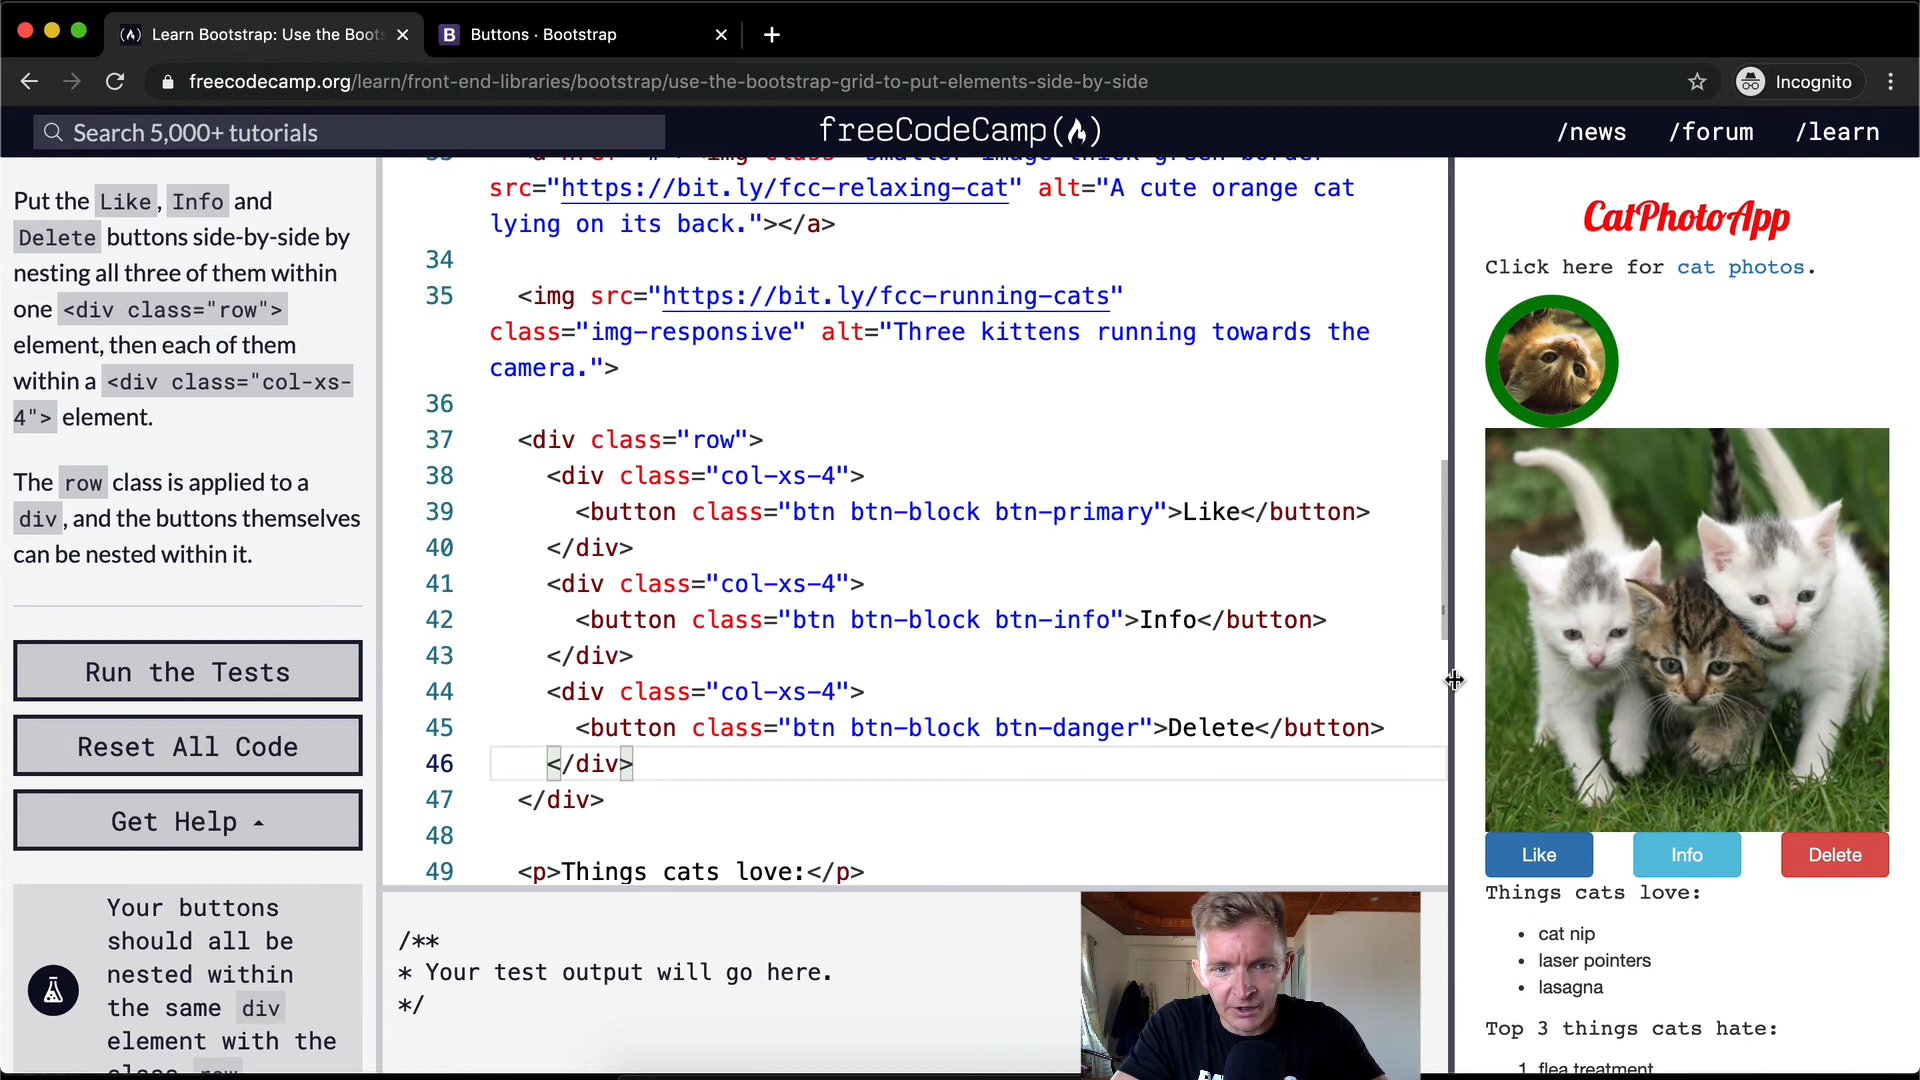 Learn Bootstrap: Use the Boots
Buttons · Bootstrap
freecodecamp.org/learn/front-end-libraries/bootstrap/use-the-bootstrap-grid-to-put-elements-side-by-side
Incognito
Search 5,000+ tutorials
freeCodeCamp
/news
/forum
/learn
Put the Like, Info and
Delete buttons side-by-side by
nesting all three of them within
one <div class="row">
element, then each of them
within a <div class="col-xs-
4"> element.
The row class is applied to a
div, and the buttons themselves
can be nested within it.
Run the Tests
Reset All Code
Get Help
Your buttons
should all be
nested within
the same div
element with the
class row
src="https://bit.ly/fcc-relaxing-cat" alt="A cute orange cat
lying on its back."></a>
34
35 <img src="https://bit.ly/fcc-running-cats"
class="img-responsive" alt="Three kittens running towards the
camera.">
36
37 <div class="row">
38 <div class="col-xs-4">
39 <button class="btn btn-block btn-primary">Like</button>
40 </div>
41 <div class="col-xs-4">
42 <button class="btn btn-block btn-info">Info</button>
43 </div>
44 <div class="col-xs-4">
45 <button class="btn btn-block btn-danger">Delete</button>
46 </div>
47 </div>
48
49 <p>Things cats love:</p>
/**
* Your test output will go here.
*/
CatPhotoApp
Click here for cat photos.
Like
Info
Delete
Things cats love:
• cat nip
• laser pointers
• lasagna
Top 3 things cats hate:
1. flea treatment